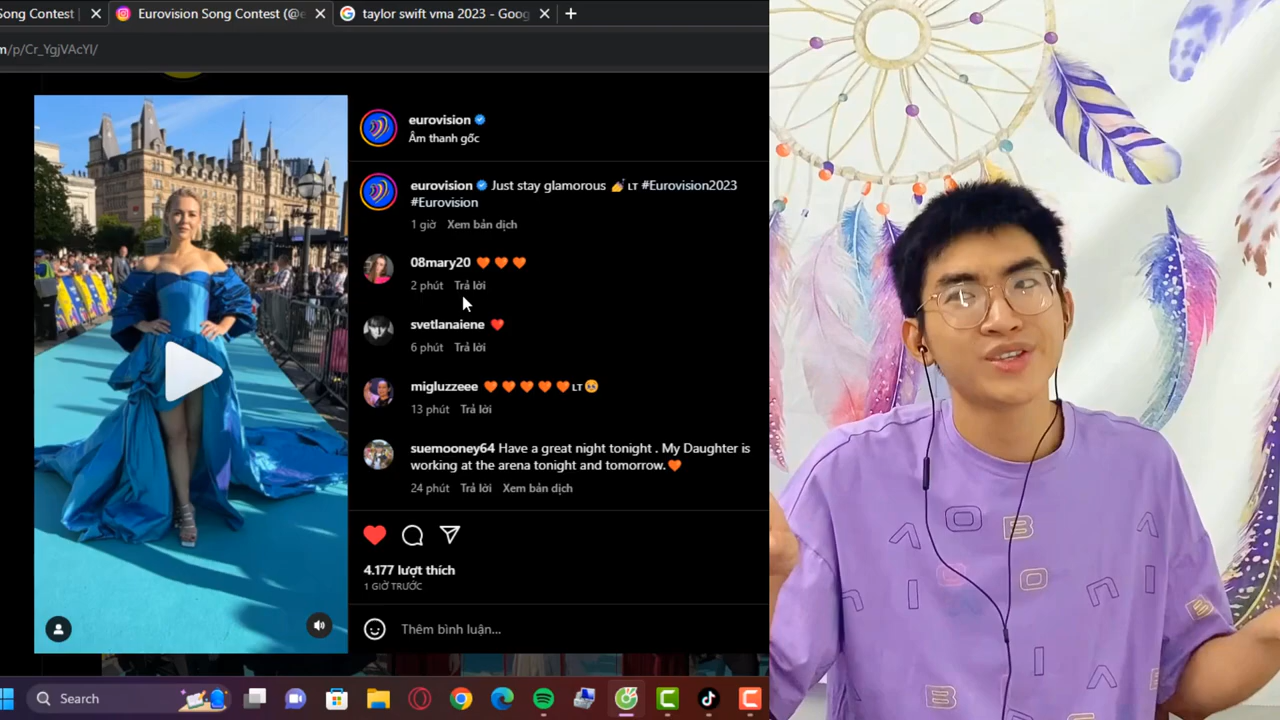 Song Contest
Eurovision Song Contest (@e
taylor swift vma 2023 - Goog
m/p/Cr_YgjVAcYI/
eurovision
Âm thanh gốc
eurovision Just stay glamorous 💅 LT #Eurovision2023
#Eurovision
1 giờ Xem bản dịch
08mary20 🧡 🧡 🧡
2 phút Trả lời
svetlanaiene ❤️
6 phút Trả lời
migluzzeee 🧡 🧡 🧡 🧡 🧡 LT 🥹
13 phút Trả lời
suemooney64 Have a great night tonight . My Daughter is
working at the arena tonight and tomorrow.🧡
24 phút Trả lời Xem bản dịch
4.177 lượt thích
1 GIỜ TRƯỚC
Thêm bình luận...
Search